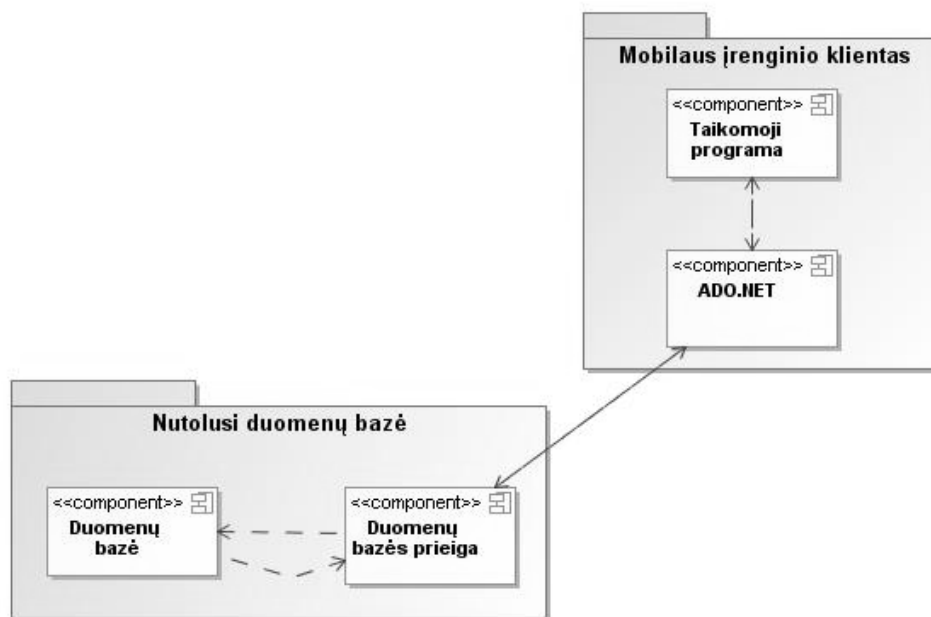 Mobilaus įrenginio klientas
<<component>>
Taikomoji
programa
<<component>>
ADO.NET
Nutolusi duomenų bazė
<<component>>
Duomenų
bazė
<<component>>
Duomenų
bazės prieiga